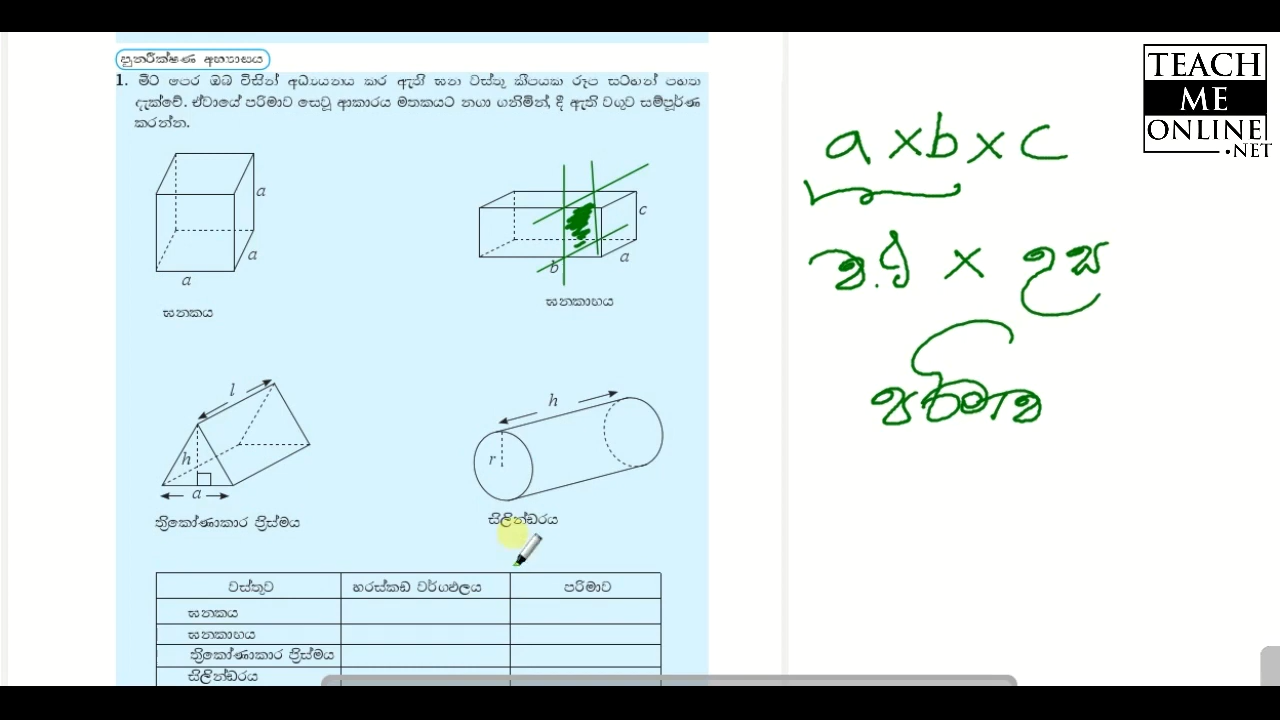 TEACH
ME
ONLINE
.NET
පුනරීක්ෂණ අභ්‍යාසය
1. මීට පෙර ඔබ විසින් අධ්‍යයනය කර ඇති ඝන වස්තු කීපයක රූප සටහන් පහත
දැක්වේ. ඒවායේ පරිමාව සෙවූ ආකාරය මතකයට නගා ගනිමින්, දී ඇති වගුව සම්පූර්ණ
කරන්න.
a
a
a
ඝනකය
c
a
b
ඝනකාභය
a × b × c
ව.ඵ × උස
පරිමාව
l
h
a
ත්‍රිකෝණාකාර ප්‍රිස්මය
h
r
සිලින්ඩරය
වස්තුව හරස්කඩ වර්ගඵලය පරිමාව
ඝනකය
ඝනකාභය
ත්‍රිකෝණාකාර ප්‍රිස්මය
සිලින්ඩරය